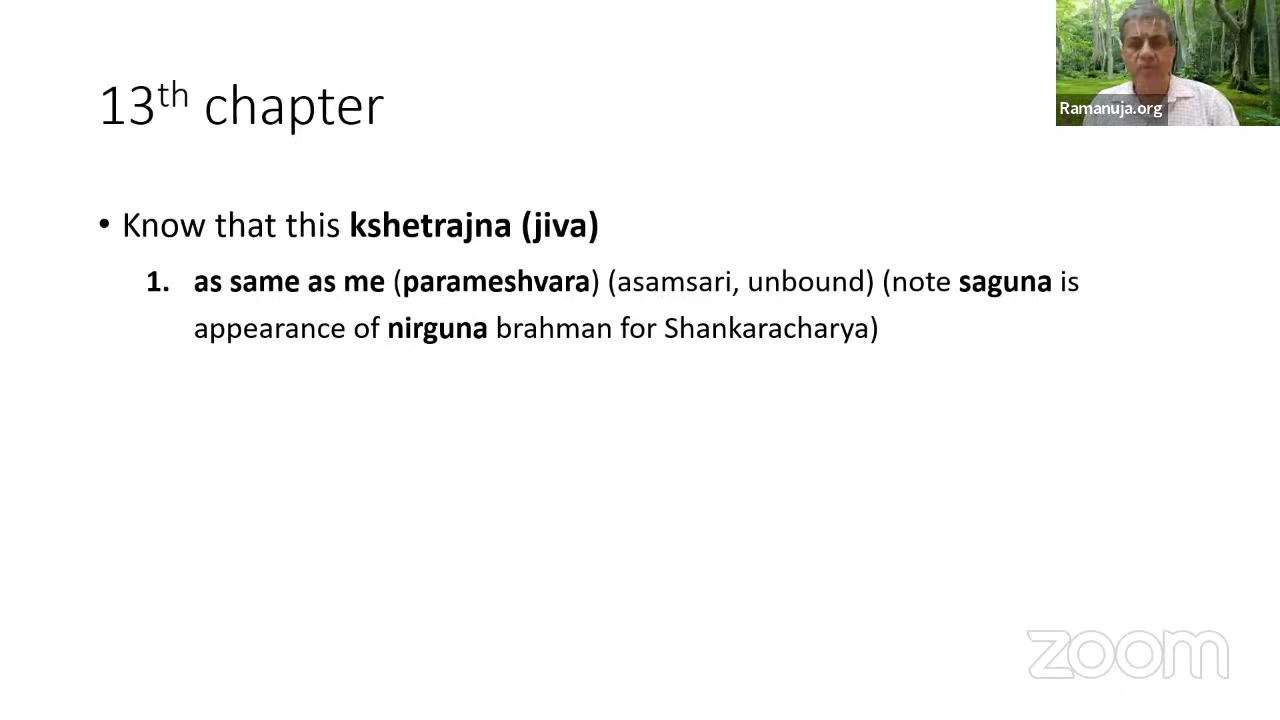 13th chapter
Ramanuja.org
• Know that this kshetrajna (jiva)
1. as same as me (parameshvara) (asamsari, unbound) (note saguna is
appearance of nirguna brahman for Shankaracharya)
zoom